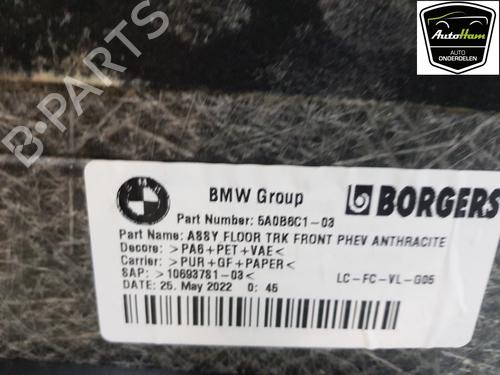 AutoHam
AUTO
ONDERDELEN
B-PARTS
BMW Group
BORGERS
Part Number: 5A0B6C1-03
Part Name: ASSY FLOOR TRK FRONT PHEV ANTHRACITE
Decore: >PA6+PET+VAE<
Carrier: >PUR+GF+PAPER<
SAP: >10693781-03<
LC-FC-VL-G05
DATE: 25. May 2022 0: 45